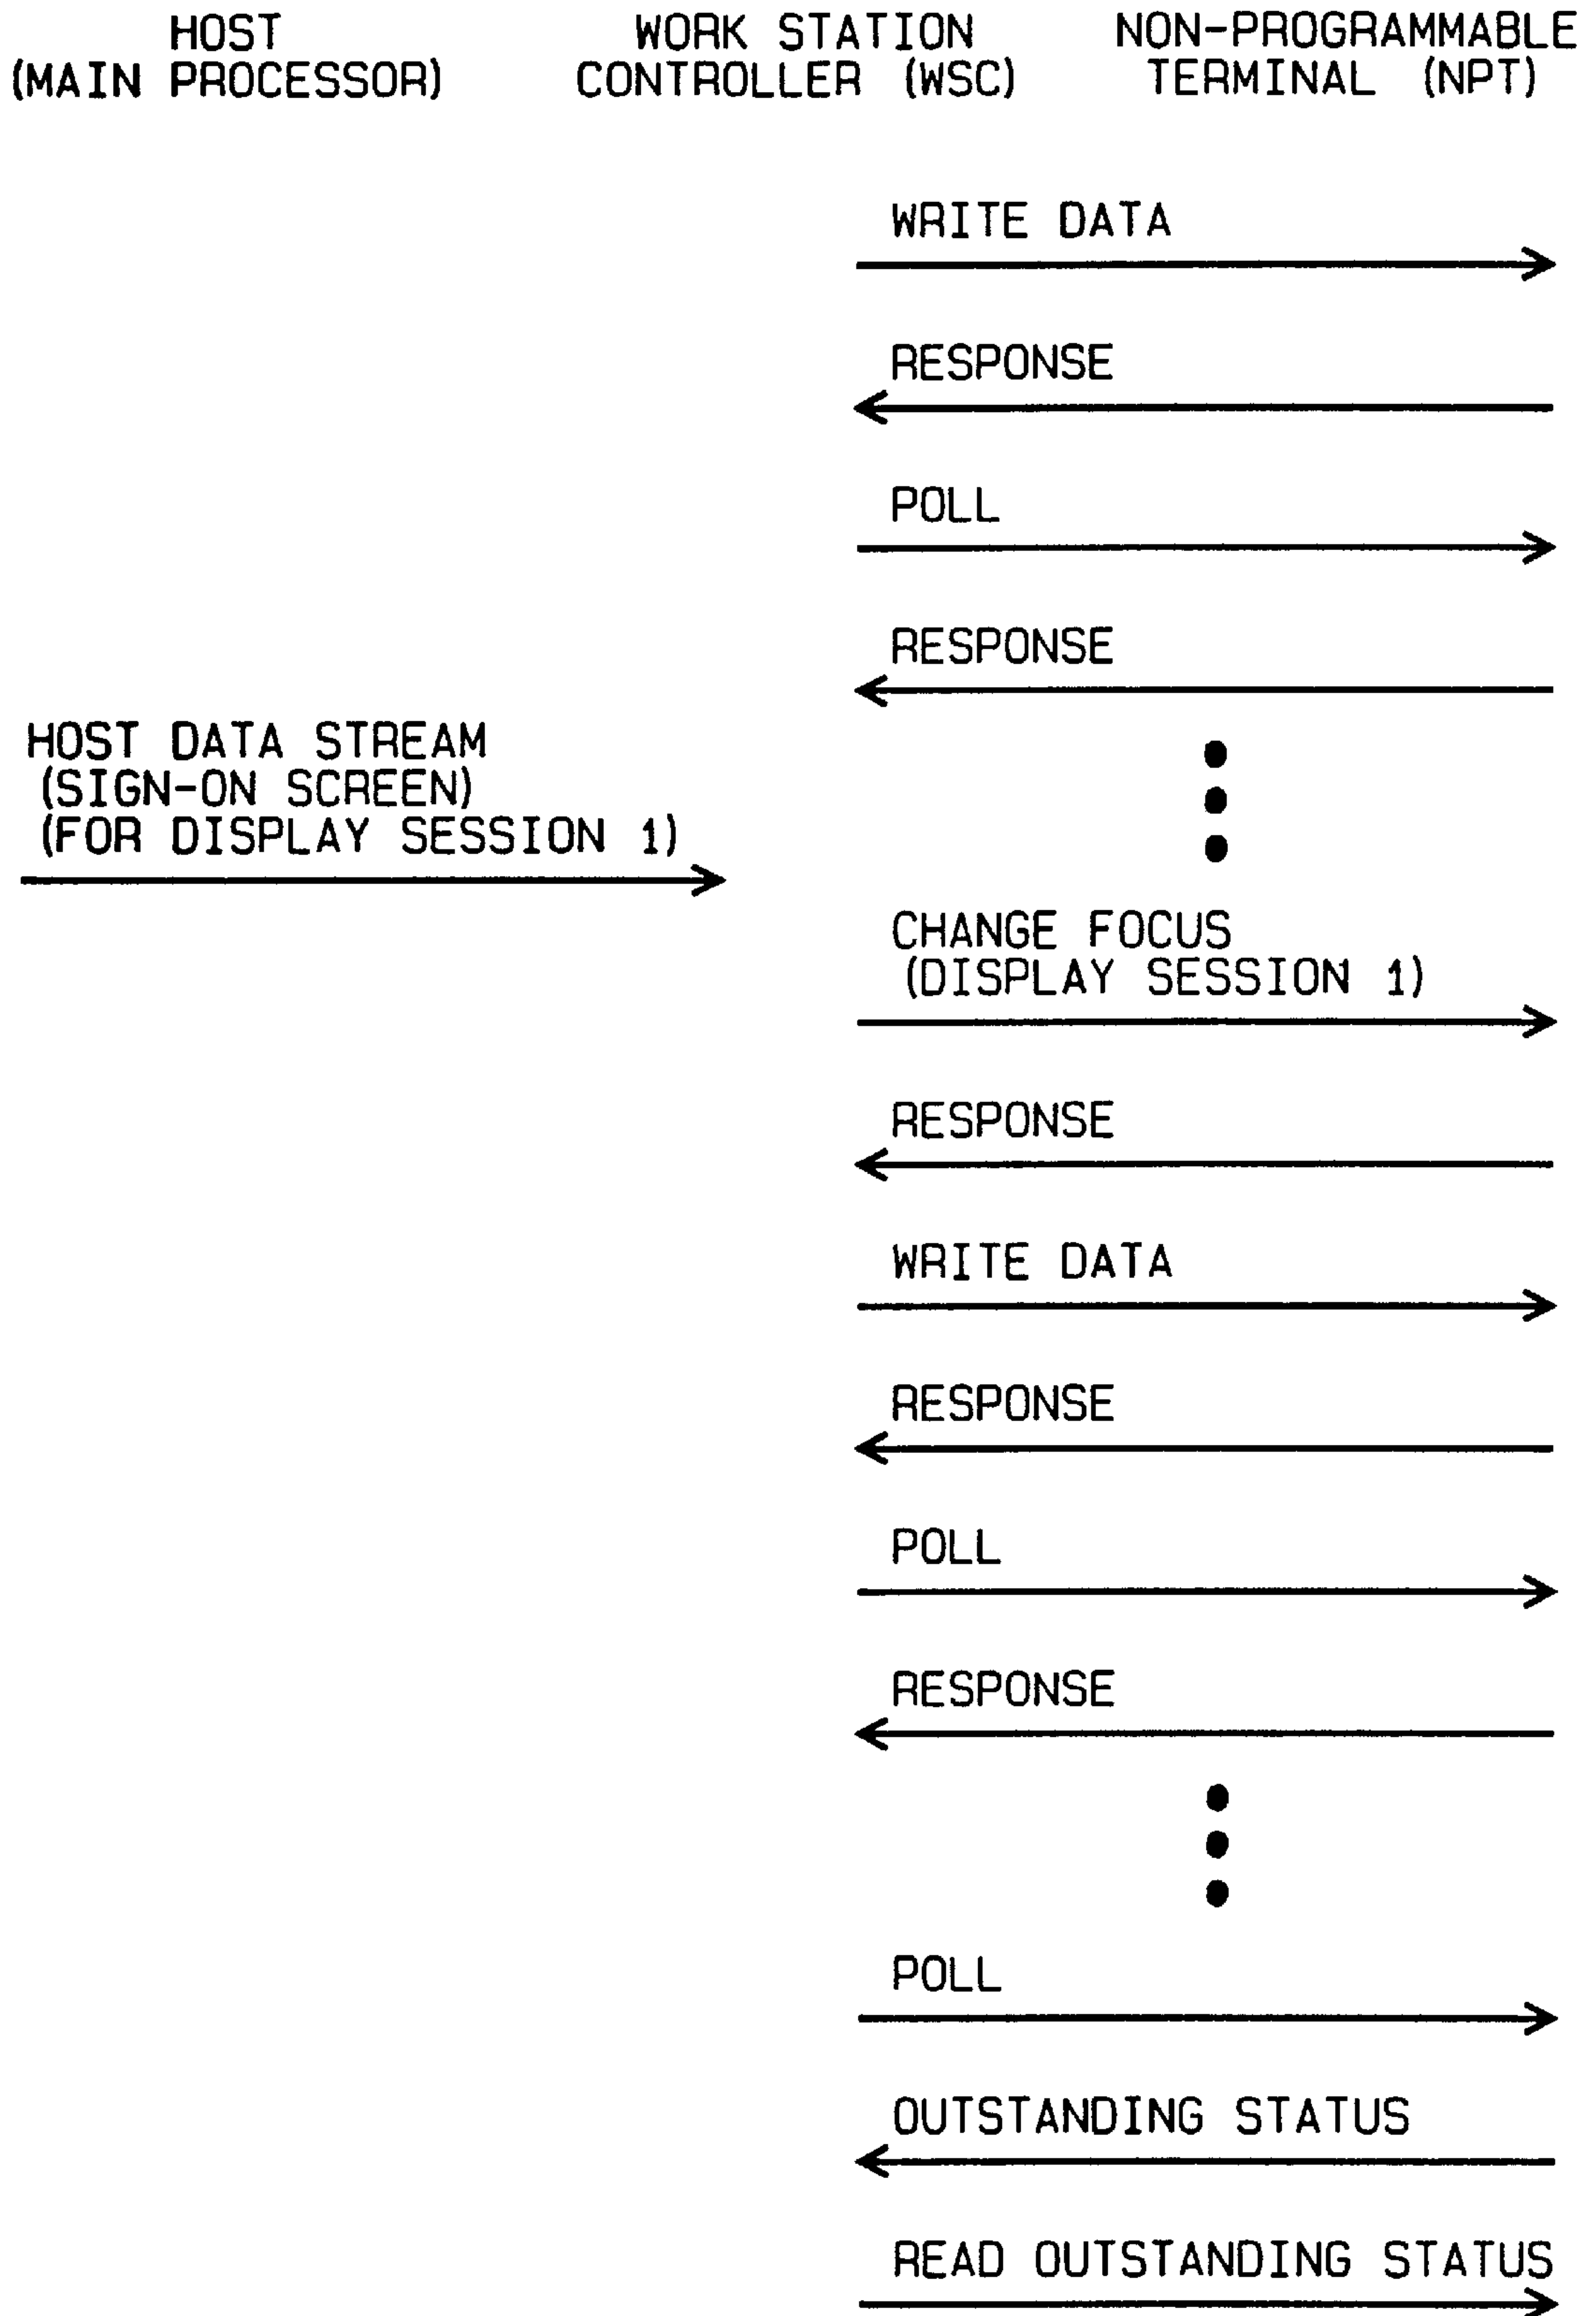 HOST
(MAIN PROCESSOR)
WORK STATION
CONTROLLER (WSC)
NON-PROGRAMMABLE
TERMINAL (NPT)
WRITE DATA
RESPONSE
POLL
RESPONSE
HOST DATA STREAM
(SIGN-ON SCREEN)
(FOR DISPLAY SESSION 1)
CHANGE FOCUS
(DISPLAY SESSION 1)
RESPONSE
WRITE DATA
RESPONSE
POLL
RESPONSE
POLL
OUTSTANDING STATUS
READ OUTSTANDING STATUS